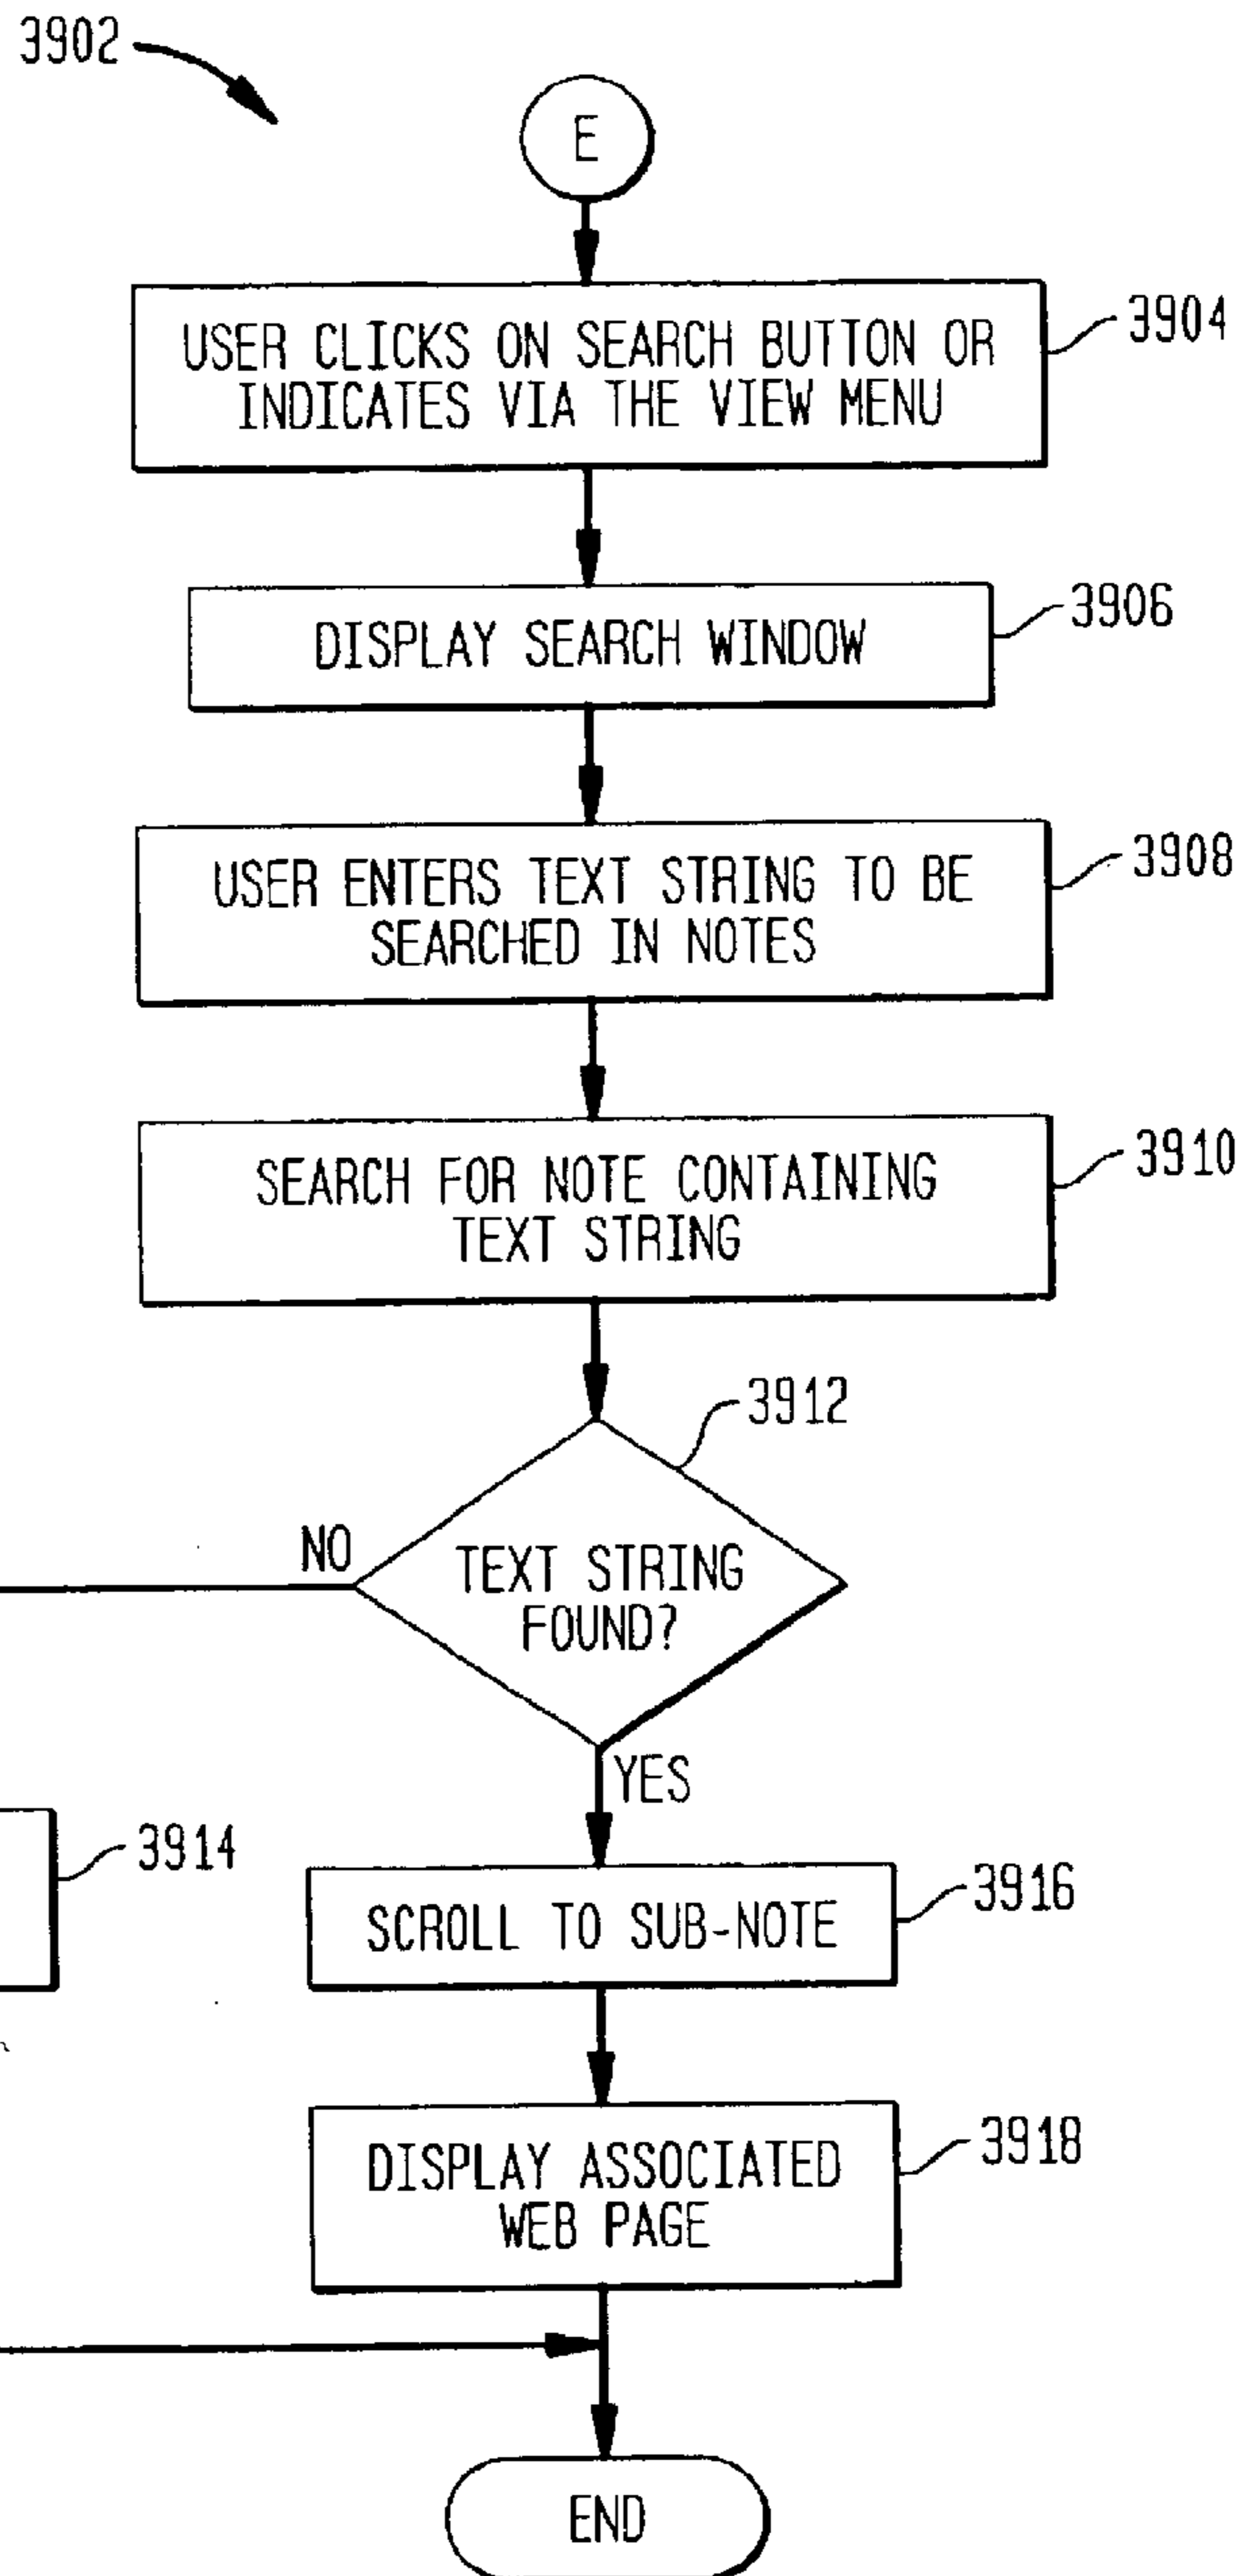 3902
E
USER CLICKS ON SEARCH BUTTON OR
INDICATES VIA THE VIEW MENU
3904
DISPLAY SEARCH WINDOW
3906
USER ENTERS TEXT STRING TO BE
SEARCHED IN NOTES
3908
SEARCH FOR NOTE CONTAINING
TEXT STRING
3910
3912
NO
TEXT STRING
FOUND?
YES
3914
SCROLL TO SUB-NOTE
3916
DISPLAY ASSOCIATED
WEB PAGE
3918
END